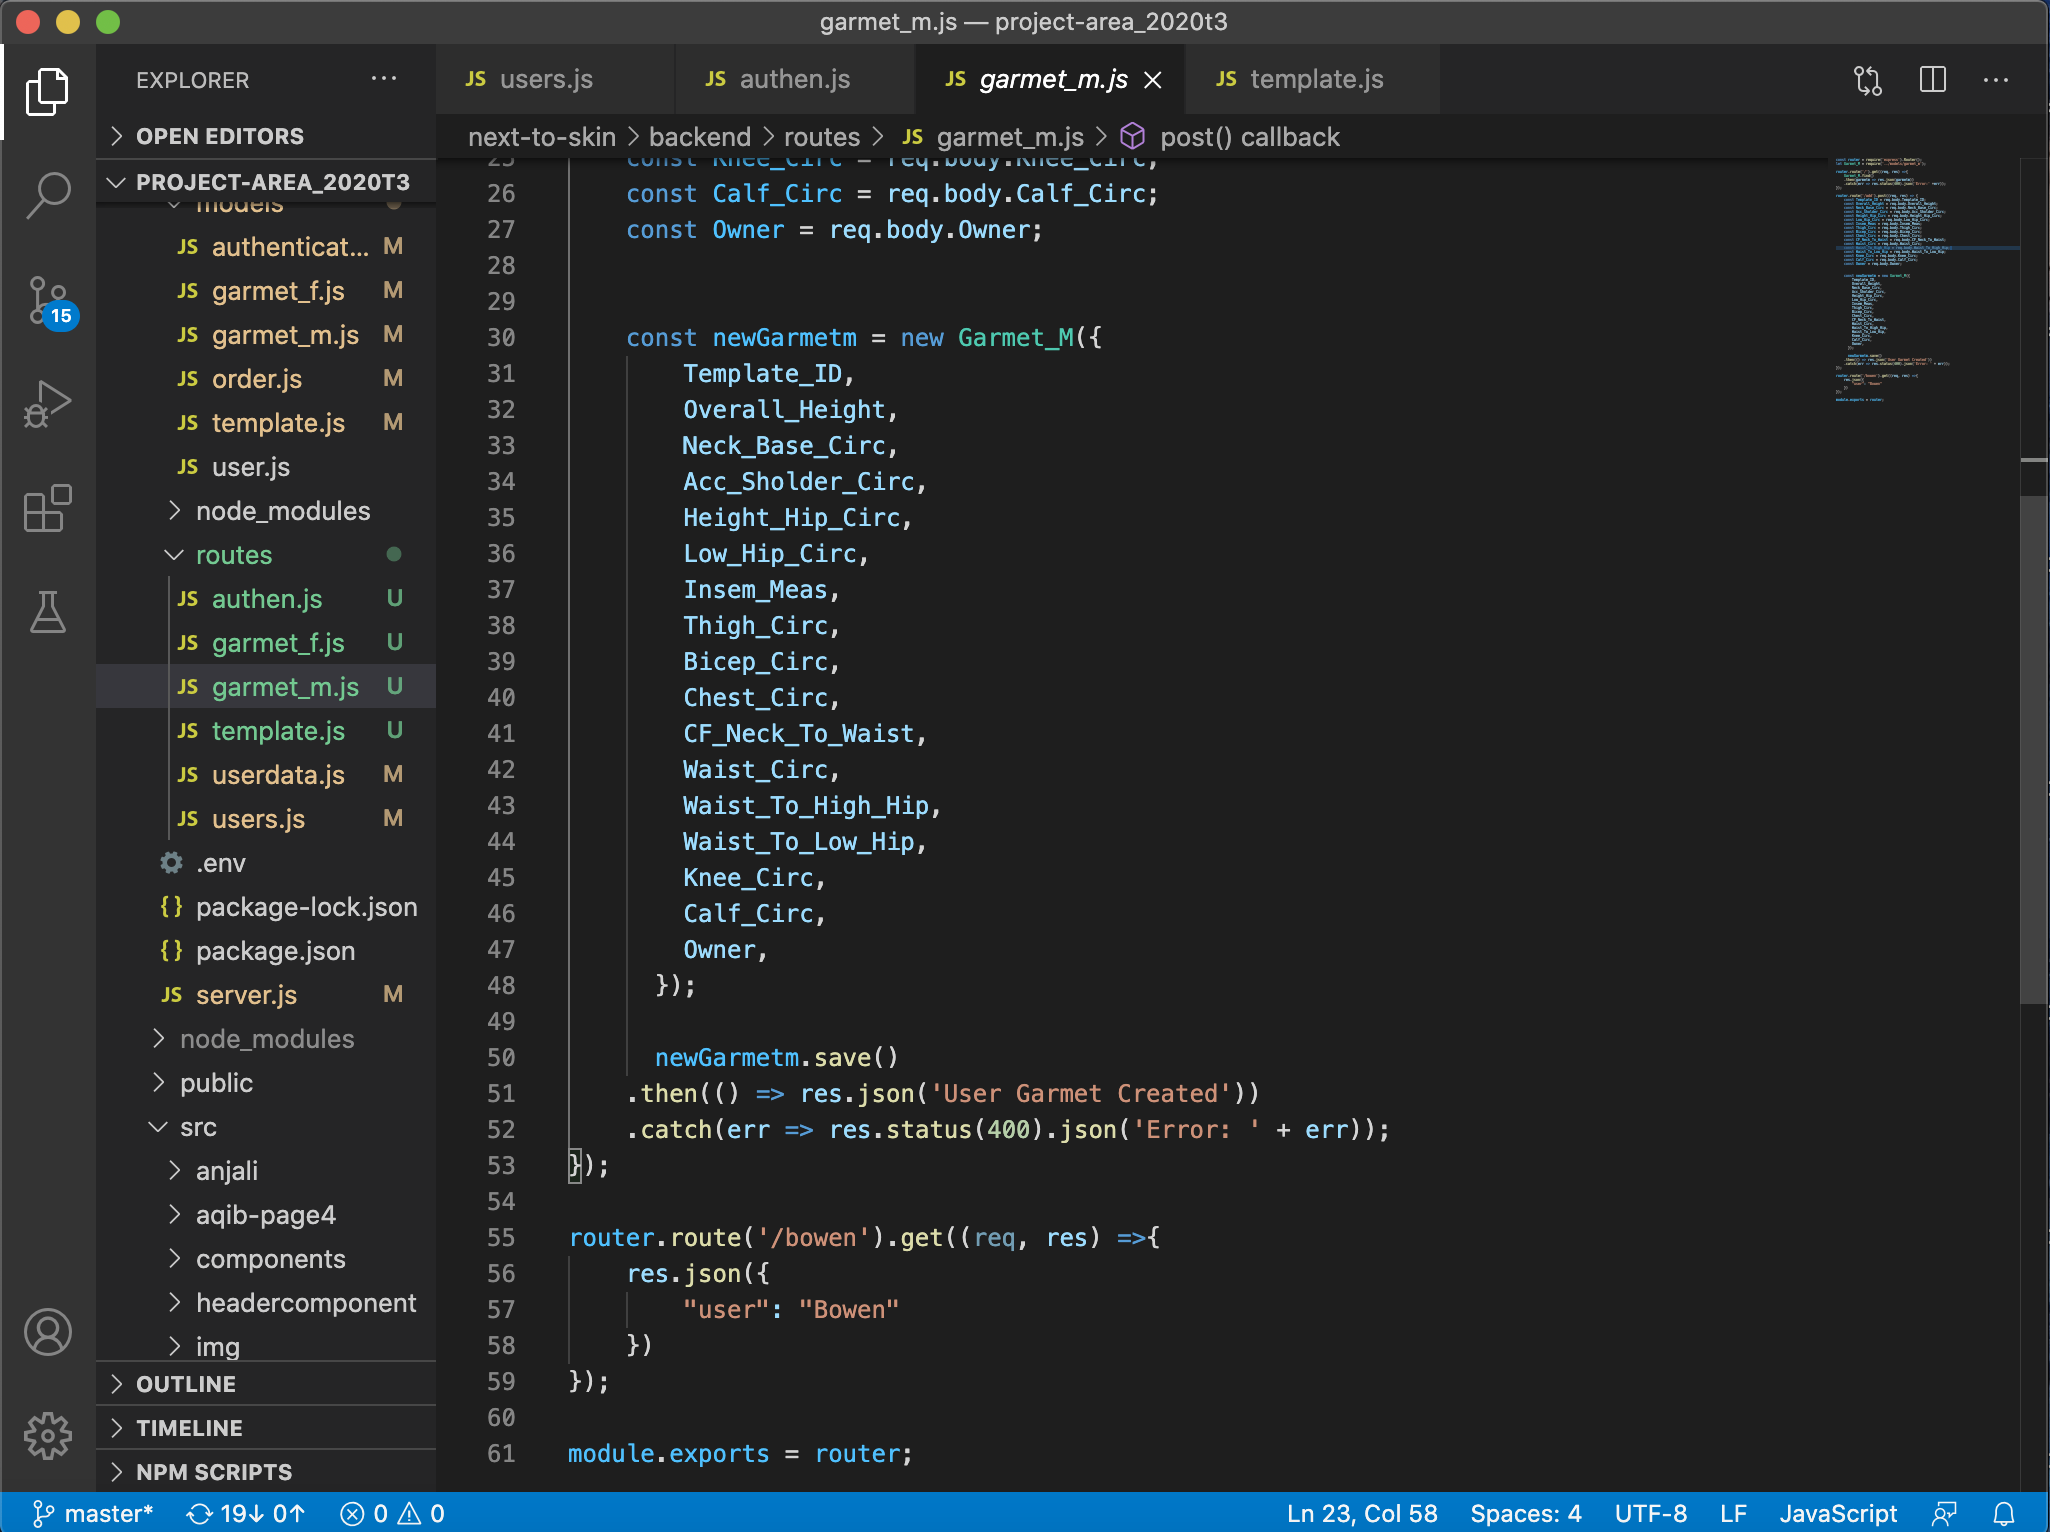 garmet_m.js — project-area_2020t3
EXPLORER
OPEN EDITORS
PROJECT-AREA_2020T3
models
JS authenticat... M
JS garmet_f.js M
JS garmet_m.js M
JS order.js M
JS template.js M
JS user.js
node_modules
routes
JS authen.js U
JS garmet_f.js U
JS garmet_m.js U
JS template.js U
JS userdata.js M
JS users.js M
.env
{} package-lock.json
{} package.json
JS server.js M
node_modules
public
src
anjali
aqib-page4
components
headercomponent
img
OUTLINE
TIMELINE
NPM SCRIPTS
15
JS users.js JS authen.js JS garmet_m.js JS template.js
next-to-skin > backend > routes > JS garmet_m.js > post() callback
25 const Knee_Circ = req.body.Knee_Circ;
26 const Calf_Circ = req.body.Calf_Circ;
27 const Owner = req.body.Owner;
28
29
30 const newGarmetm = new Garmet_M({
31 Template_ID,
32 Overall_Height,
33 Neck_Base_Circ,
34 Acc_Sholder_Circ,
35 Height_Hip_Circ,
36 Low_Hip_Circ,
37 Insem_Meas,
38 Thigh_Circ,
39 Bicep_Circ,
40 Chest_Circ,
41 CF_Neck_To_Waist,
42 Waist_Circ,
43 Waist_To_High_Hip,
44 Waist_To_Low_Hip,
45 Knee_Circ,
46 Calf_Circ,
47 Owner,
48 });
49
50 newGarmetm.save()
51 .then(() => res.json('User Garmet Created'))
52 .catch(err => res.status(400).json('Error: ' + err));
53 });
54
55 router.route('/bowen').get((req, res) =>{
56 res.json({
57 "user": "Bowen"
58 })
59 });
60
61 module.exports = router;
master* 19↓ 0↑ 0 0 Ln 23, Col 58 Spaces: 4 UTF-8 LF JavaScript